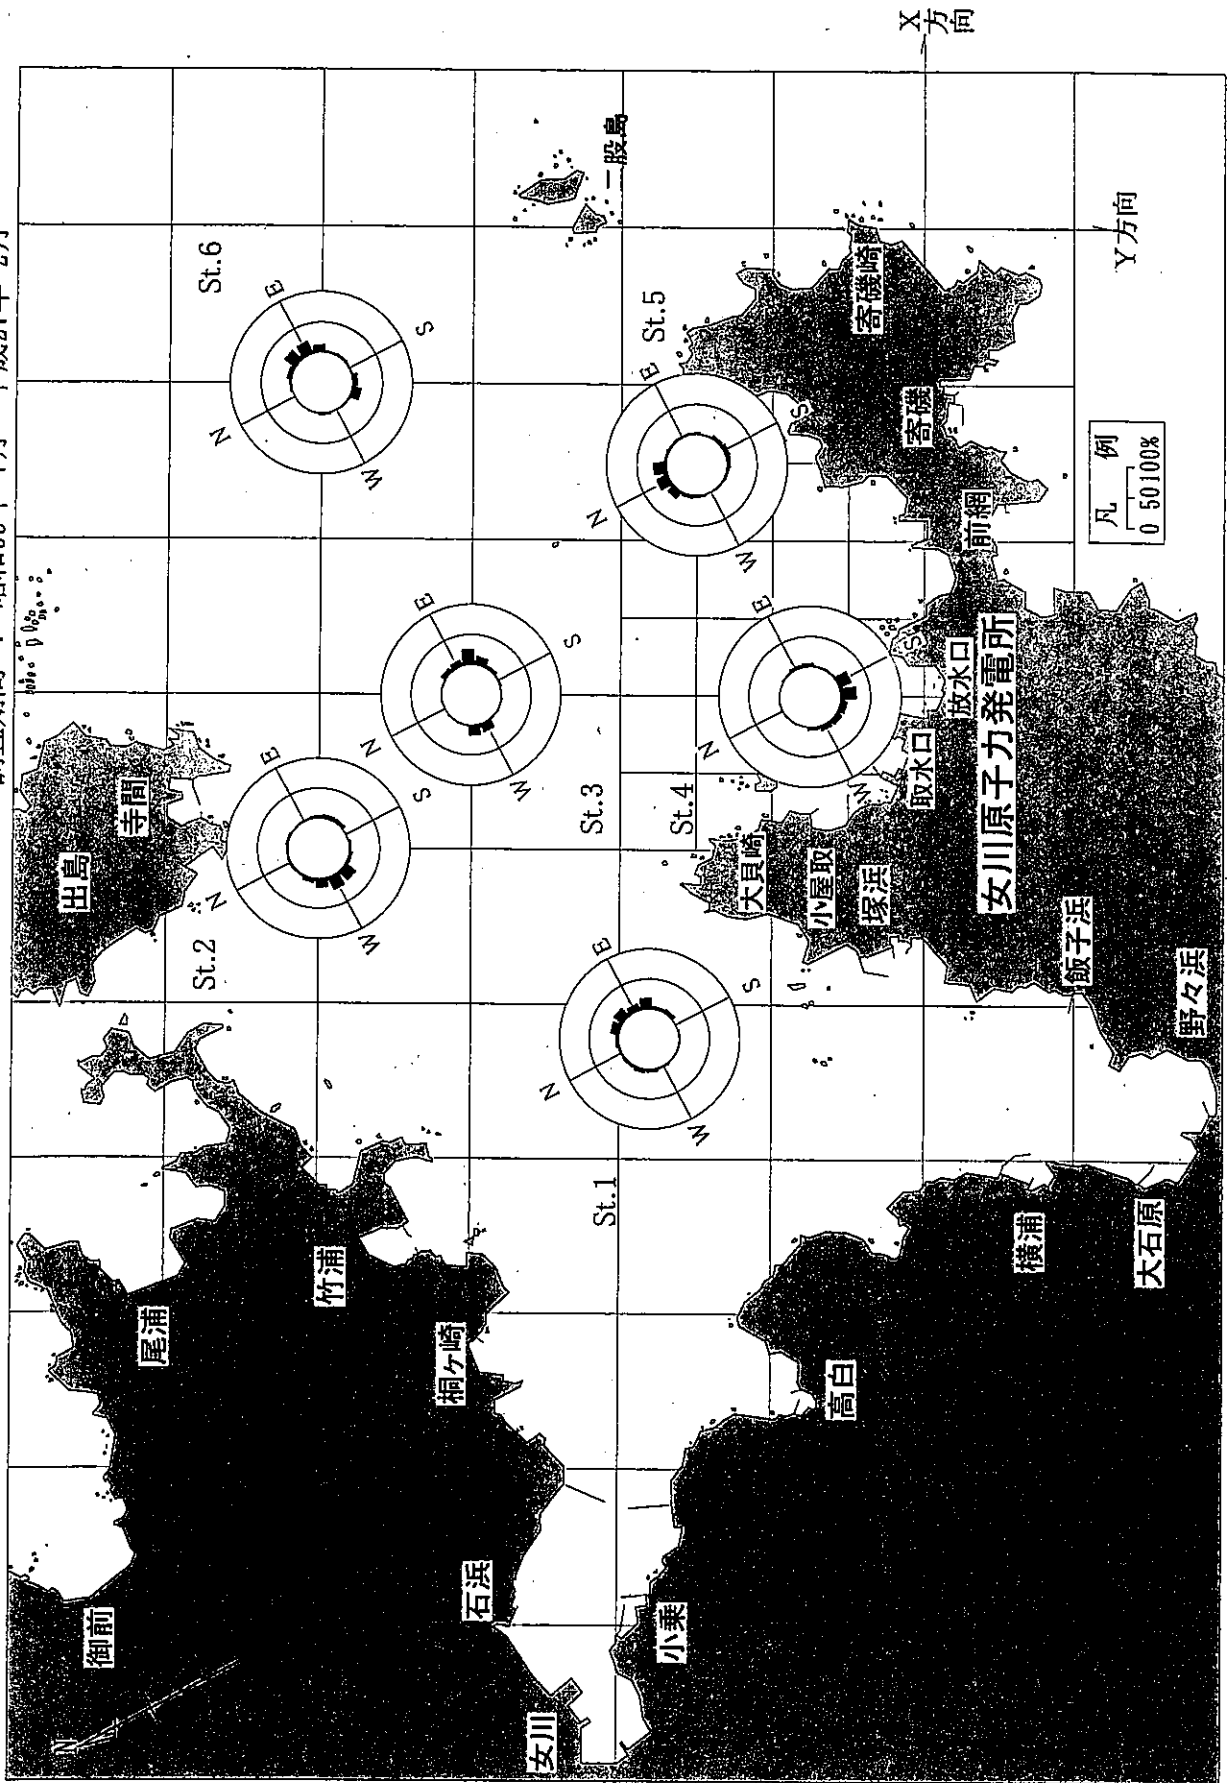 X
方向
Y方向
二股島
St.6
N
E
S
W
St.5
N
E
S
W
寄磯崎
寄磯
前網
凡　例
0 50100%
N
E
S
W
St.3
N
E
S
W
St.4
放水口
取水口
女川原子力発電所
出島
寺間
N
E
S
W
St.2
大貝崎
小屋取
塚浜
飯子浜
野々浜
N
E
S
W
St.1
尾浦
竹浦
桐ヶ崎
高白
横浦
大石原
御前
石浜
小乗
女川
N